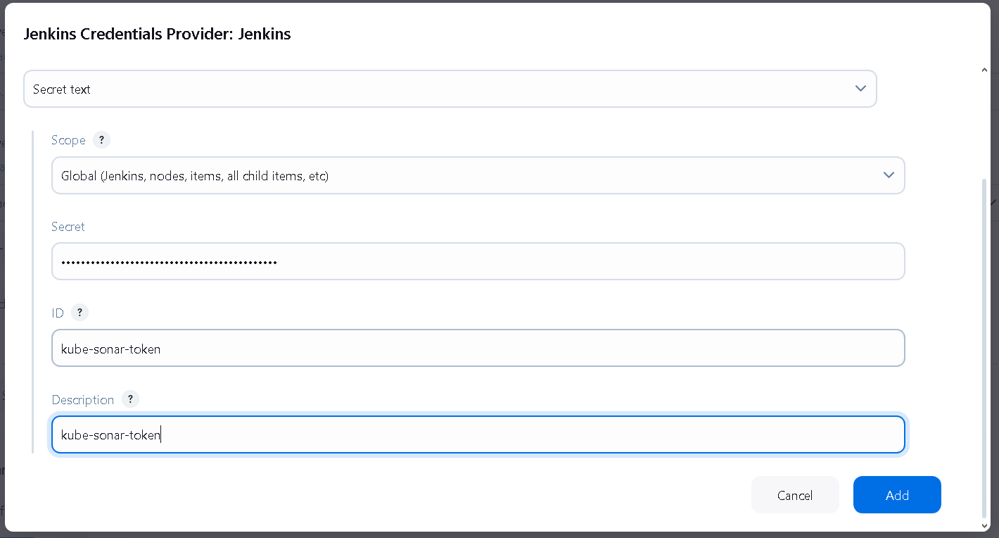 Jenkins Credentials Provider: Jenkins
Secret text
Scope ?
Global (Jenkins, nodes, items, all child items, etc)
Secret
••••••••••••••••••••••••••••••••••••••••••••
ID ?
kube-sonar-token
Description ?
kube-sonar-token
Cancel
Add